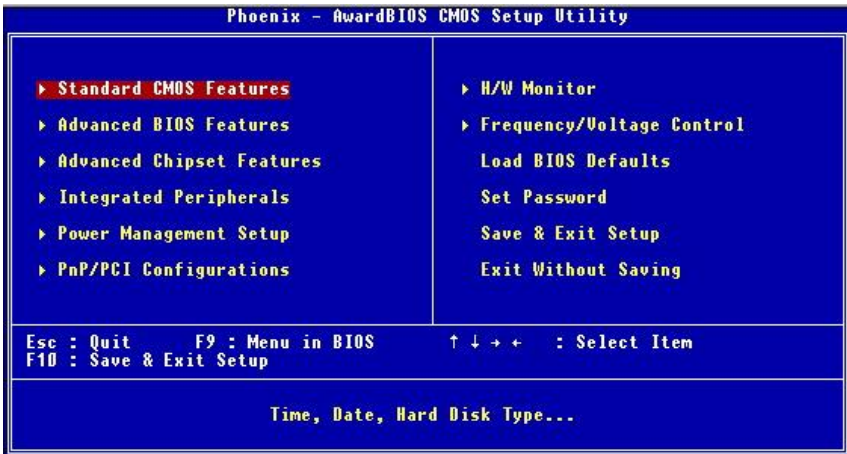 Phoenix - AwardBIOS CMOS Setup Utility
▸ Standard CMOS Features
▸ Advanced BIOS Features
▸ Advanced Chipset Features
▸ Integrated Peripherals
▸ Power Management Setup
▸ PnP/PCI Configurations
▸ H/W Monitor
▸ Frequency/Voltage Control
Load BIOS Defaults
Set Password
Save & Exit Setup
Exit Without Saving
Esc : Quit F9 : Menu in BIOS ↑ ↓ → ← : Select Item
F10 : Save & Exit Setup
Time, Date, Hard Disk Type...